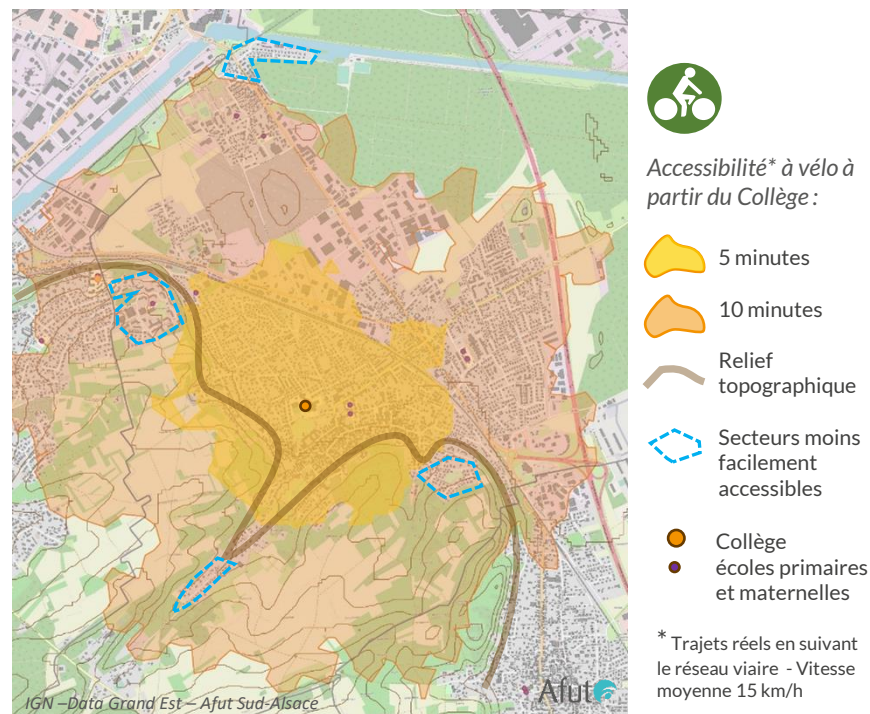 Accessibilité* à vélo à
partir du Collège :
5 minutes
10 minutes
Relief
topographique
Secteurs moins
facilement
accessibles
Collège
écoles primaires
et maternelles
* Trajets réels en suivant
le réseau viaire - Vitesse
moyenne 15 km/h
IGN –Data Grand Est – Afut Sud-Alsace
Afut